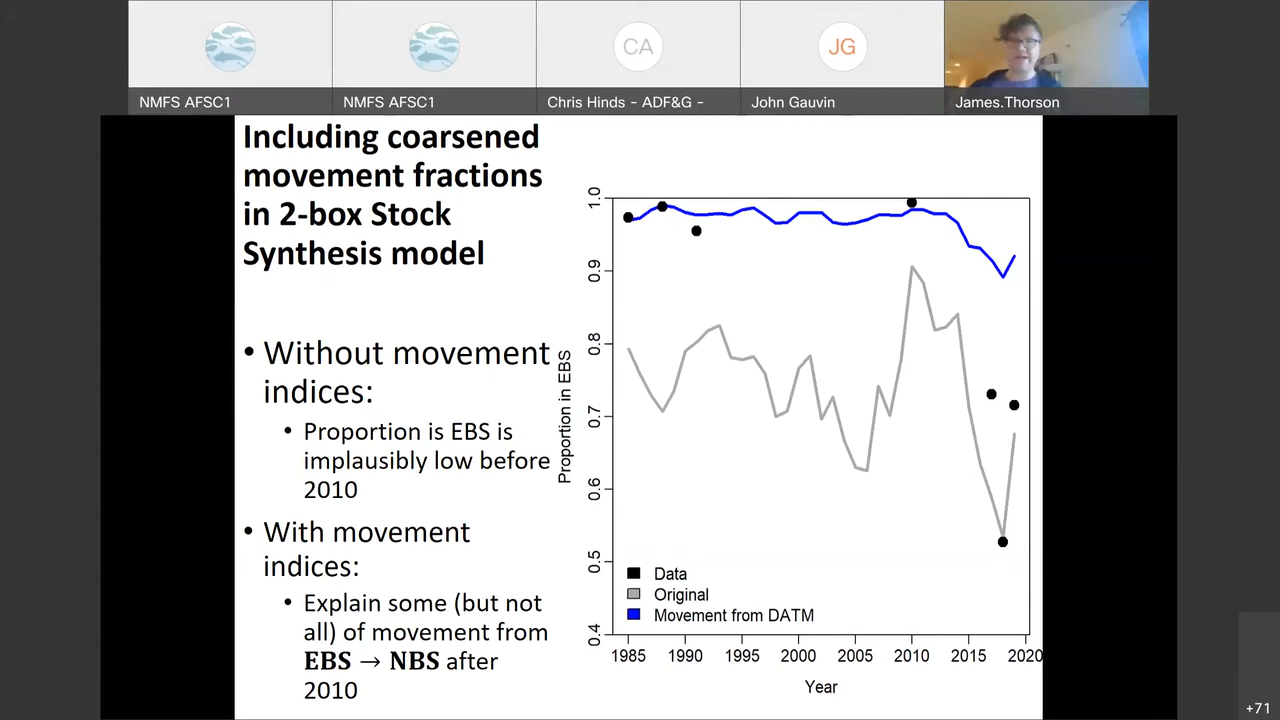 NMFS AFSC1
NMFS AFSC1
CA
Chris Hinds - ADF&G -
JG
John Gauvin
James.Thorson
Including coarsened
movement fractions
in 2-box Stock
Synthesis model
• Without movement
indices:
• Proportion is EBS is
implausibly low before
2010
• With movement
indices:
• Explain some (but not
all) of movement from
EBS → NBS after
2010
Proportion in EBS
1.0
0.9
0.8
0.7
0.6
0.5
0.4
Data
Original
Movement from DATM
1985 1990 1995 2000 2005 2010 2015 2020
Year
+71